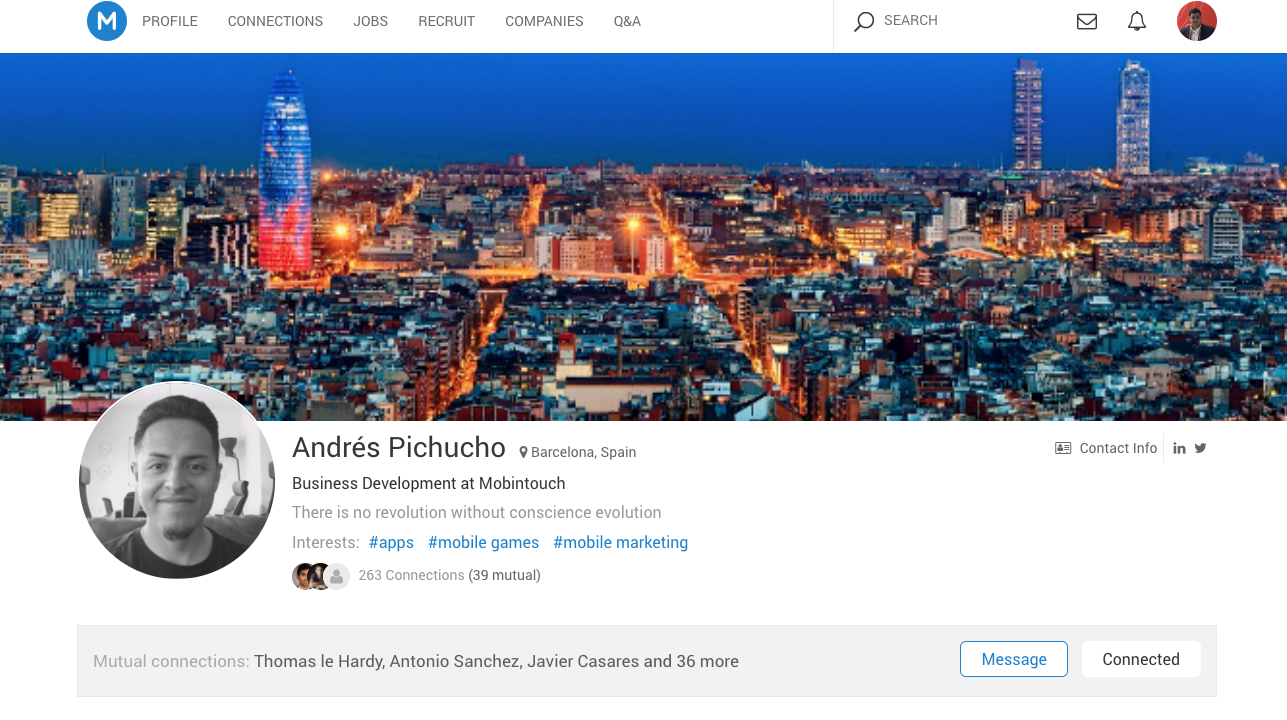 M PROFILE CONNECTIONS JOBS RECRUIT COMPANIES Q&A SEARCH
Andrés Pichucho Barcelona, Spain Contact Info in
Business Development at Mobintouch
There is no revolution without conscience evolution
Interests: #apps #mobile games #mobile marketing
263 Connections (39 mutual)
Mutual connections: Thomas le Hardy, Antonio Sanchez, Javier Casares and 36 more Message Connected